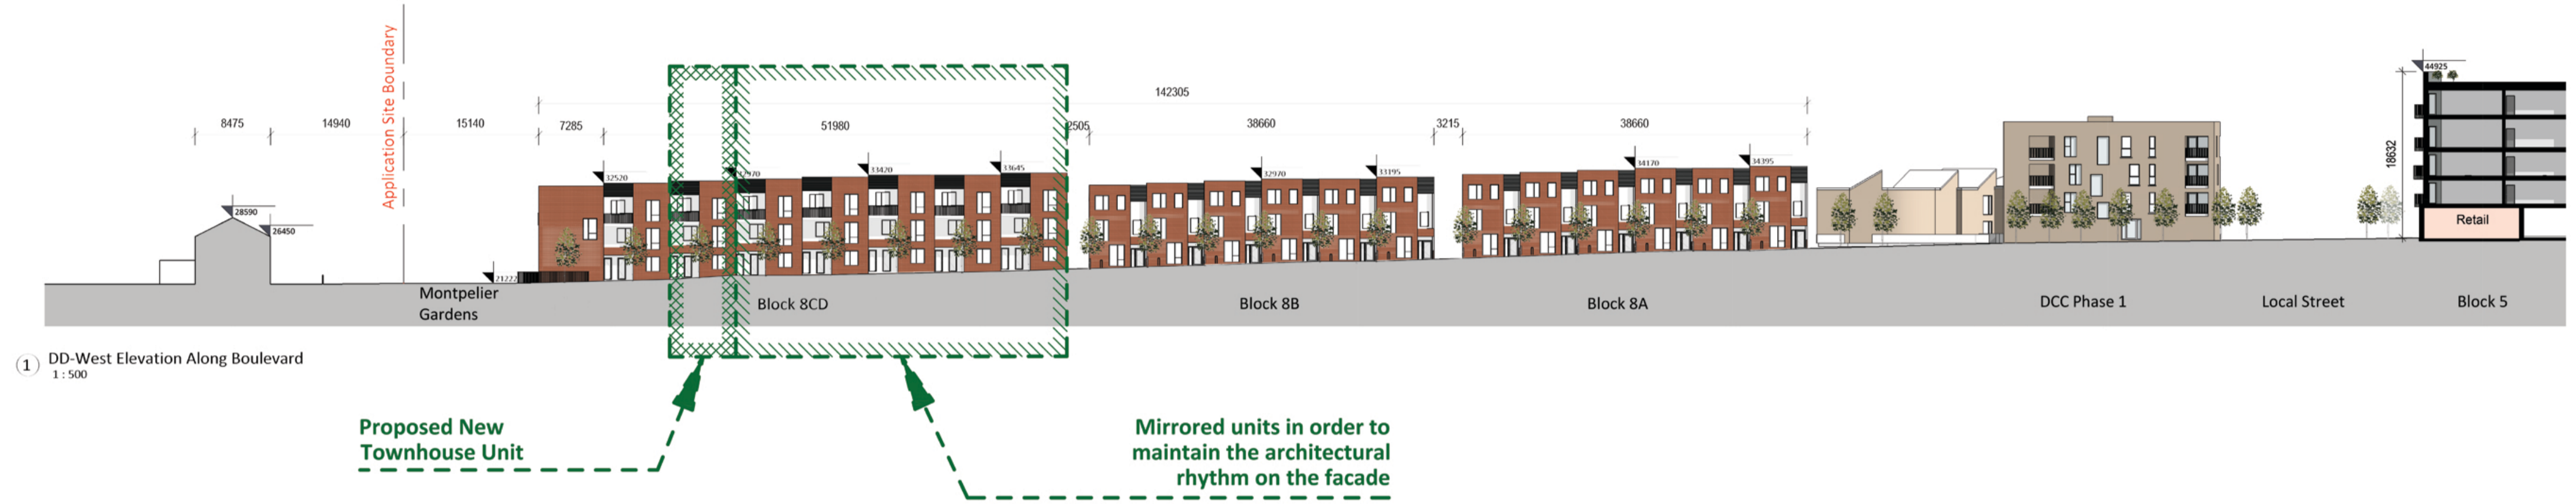 Application Site Boundary
44925
142305
8475
14940
15140
7285
51980
2505
38660
3215
38660
18632
32520
33420
33645
32970
33195
34170
34395
28590
26450
21222
Retail
Montpelier
Gardens
Block 8CD
Block 8B
Block 8A
DCC Phase 1
Local Street
Block 5
1
DD-West Elevation Along Boulevard
1 : 500
Proposed New
Townhouse Unit
Mirrored units in order to
maintain the architectural
rhythm on the facade